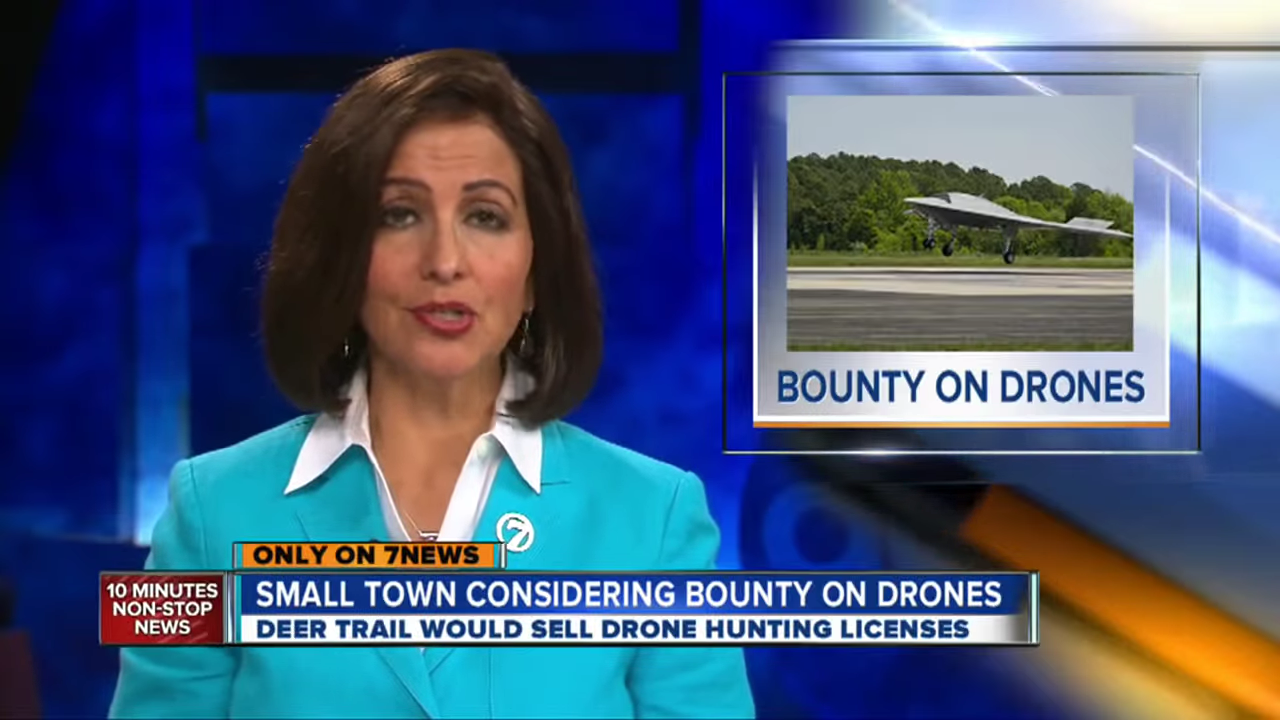 BOUNTY ON DRONES
7
ONLY ON 7NEWS
10 MINUTES
NON-STOP
NEWS
SMALL TOWN CONSIDERING BOUNTY ON DRONES
DEER TRAIL WOULD SELL DRONE HUNTING LICENSES